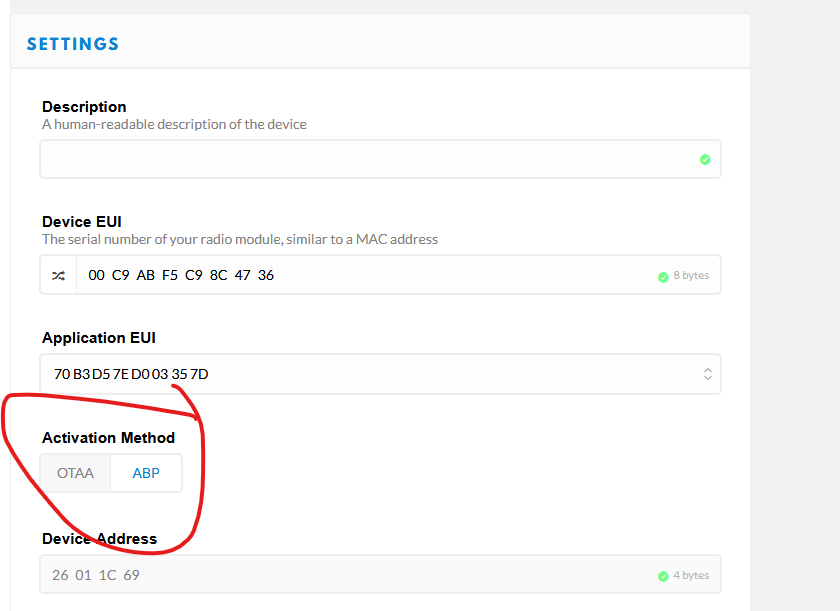 SETTINGS
Description
A human-readable description of the device
Device EUI
The serial number of your radio module, similar to a MAC address
00 C9 AB F5 C9 8C 47 36
8 bytes
Application EUI
70 B3 D5 7E D0 03 35 7D
Activation Method
OTAA ABP
Device Address
26 01 1C 69
4 bytes